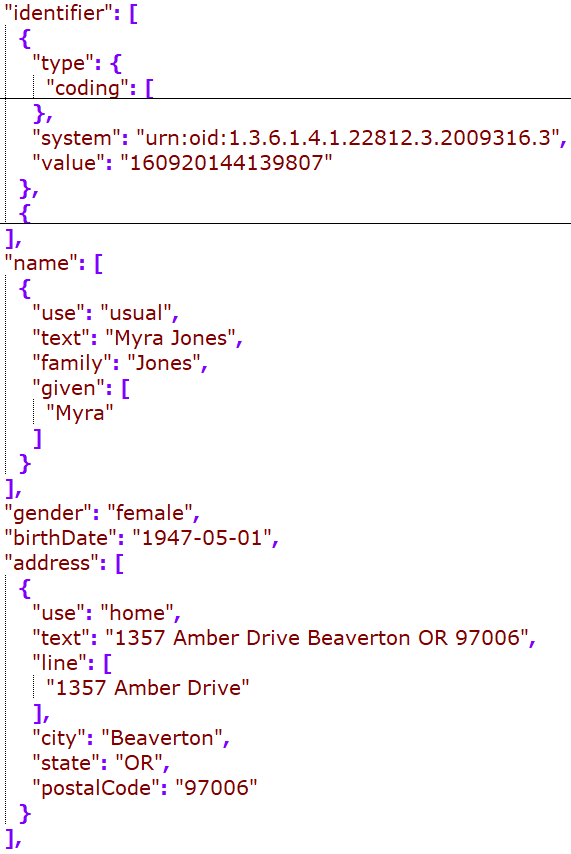 "identifier": [
{
"type": {
"coding": [
},
"system": "urn:oid:1.3.6.1.4.1.22812.3.2009316.3",
"value": "160920144139807"
},
{
],
"name": [
{
"use": "usual",
"text": "Myra Jones",
"family": "Jones",
"given": [
"Myra"
]
}
],
"gender": "female",
"birthDate": "1947-05-01",
"address": [
{
"use": "home",
"text": "1357 Amber Drive Beaverton OR 97006",
"line": [
"1357 Amber Drive"
],
"city": "Beaverton",
"state": "OR",
"postalCode": "97006"
}
],